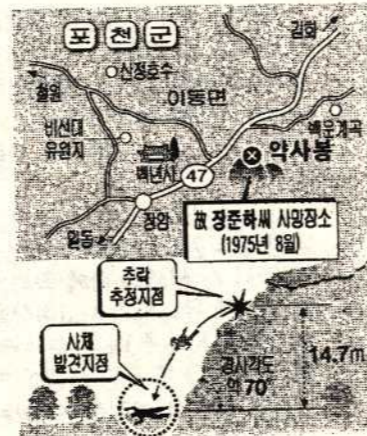 포천군
김화
신정호수
철원
이동면
비선대
유원지
백운계곡
약사봉
백년사
47
장암
일동
故 장준하씨 사망장소
(1975년 8월)
추락
추정지점
사체
발견지점
경사각도
약 70°
14.7m